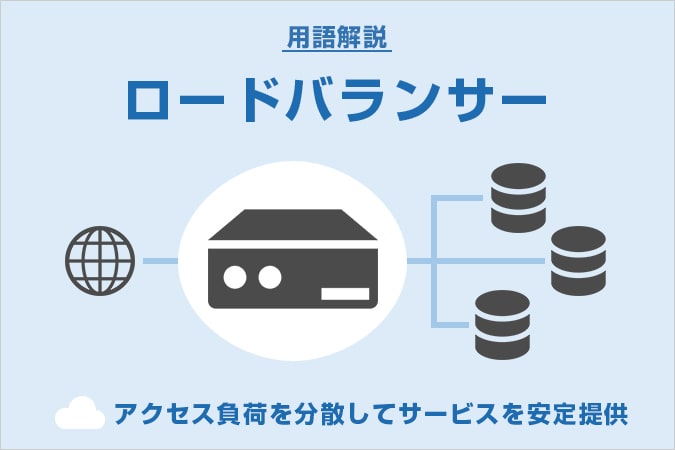 用語解説
ロードバランサー
アクセス負荷を分散してサービスを安定提供